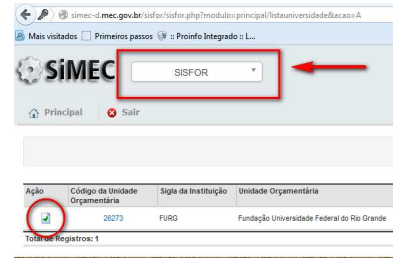 simec-d.mec.gov.br/sisfor/sisfor.php?modulo=principal/listauniversidade&acao=A
Mais visitados Primeiros passos :: Proinfo Integrado :: L...
SiMEC SISFOR
Principal Sair
Ação Código da Unidade Orçamentária Sigla da Instituição Unidade Orçamentária
26273 FURG Fundação Universidade Federal do Rio Grande
Total de Registros: 1